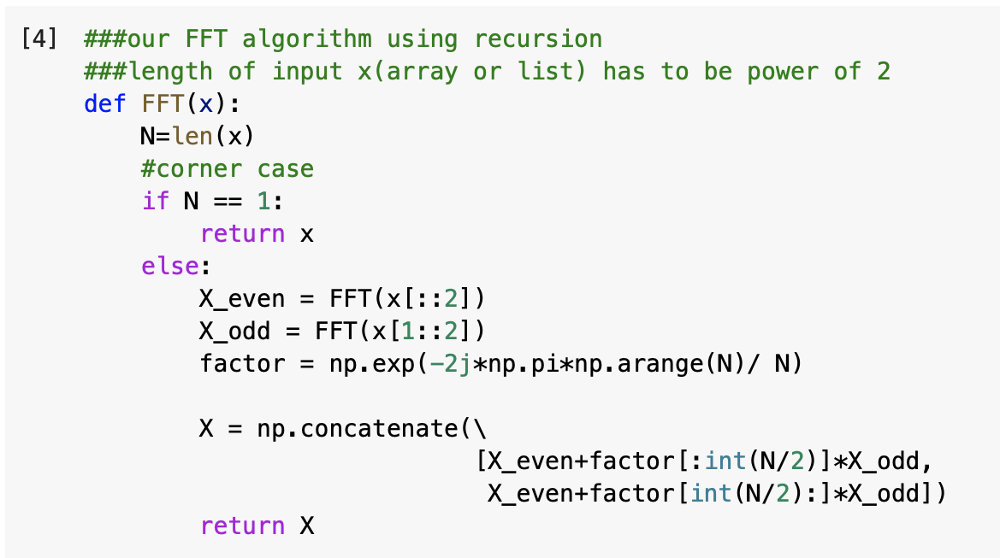 [4] ###our FFT algorithm using recursion
###length of input x(array or list) has to be power of 2
def FFT(x):
    N=len(x)
    #corner case
    if N == 1:
        return x
    else:
        X_even = FFT(x[::2])
        X_odd = FFT(x[1::2])
        factor = np.exp(-2j*np.pi*np.arange(N)/ N)

        X = np.concatenate(\
                           [X_even+factor[:int(N/2)]*X_odd,
                            X_even+factor[int(N/2):]*X_odd])
        return X